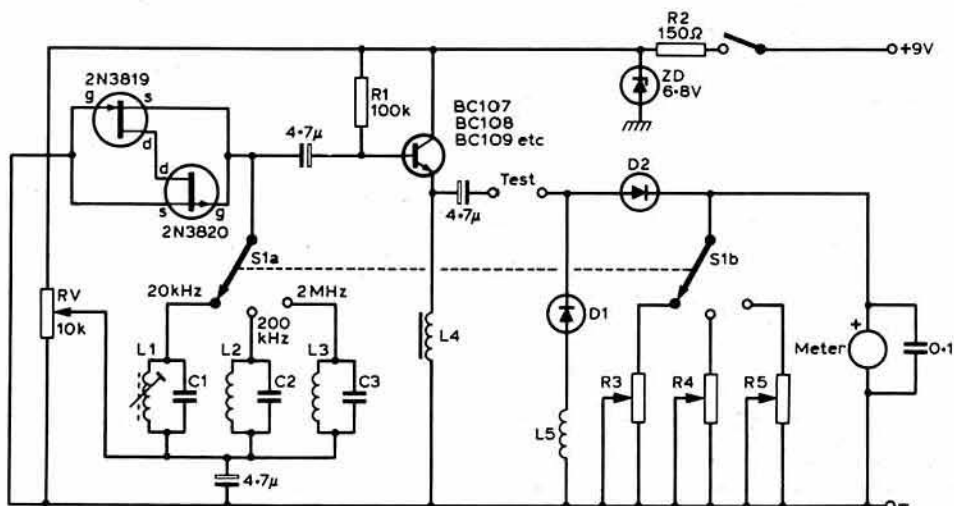 R2
150Ω
+9V
2N3819
g
s
d
d
s
g
2N3820
R1
100k
4·7µ
BC107
BC108
BC109 etc
ZD
6·8V
4·7µ
Test
D2
S1a
S1b
20kHz
200
kHz
2MHz
RV
10k
L1
C1
L2
C2
L3
C3
L4
D1
L5
R3
R4
R5
+
Meter
0·1
4·7µ
−